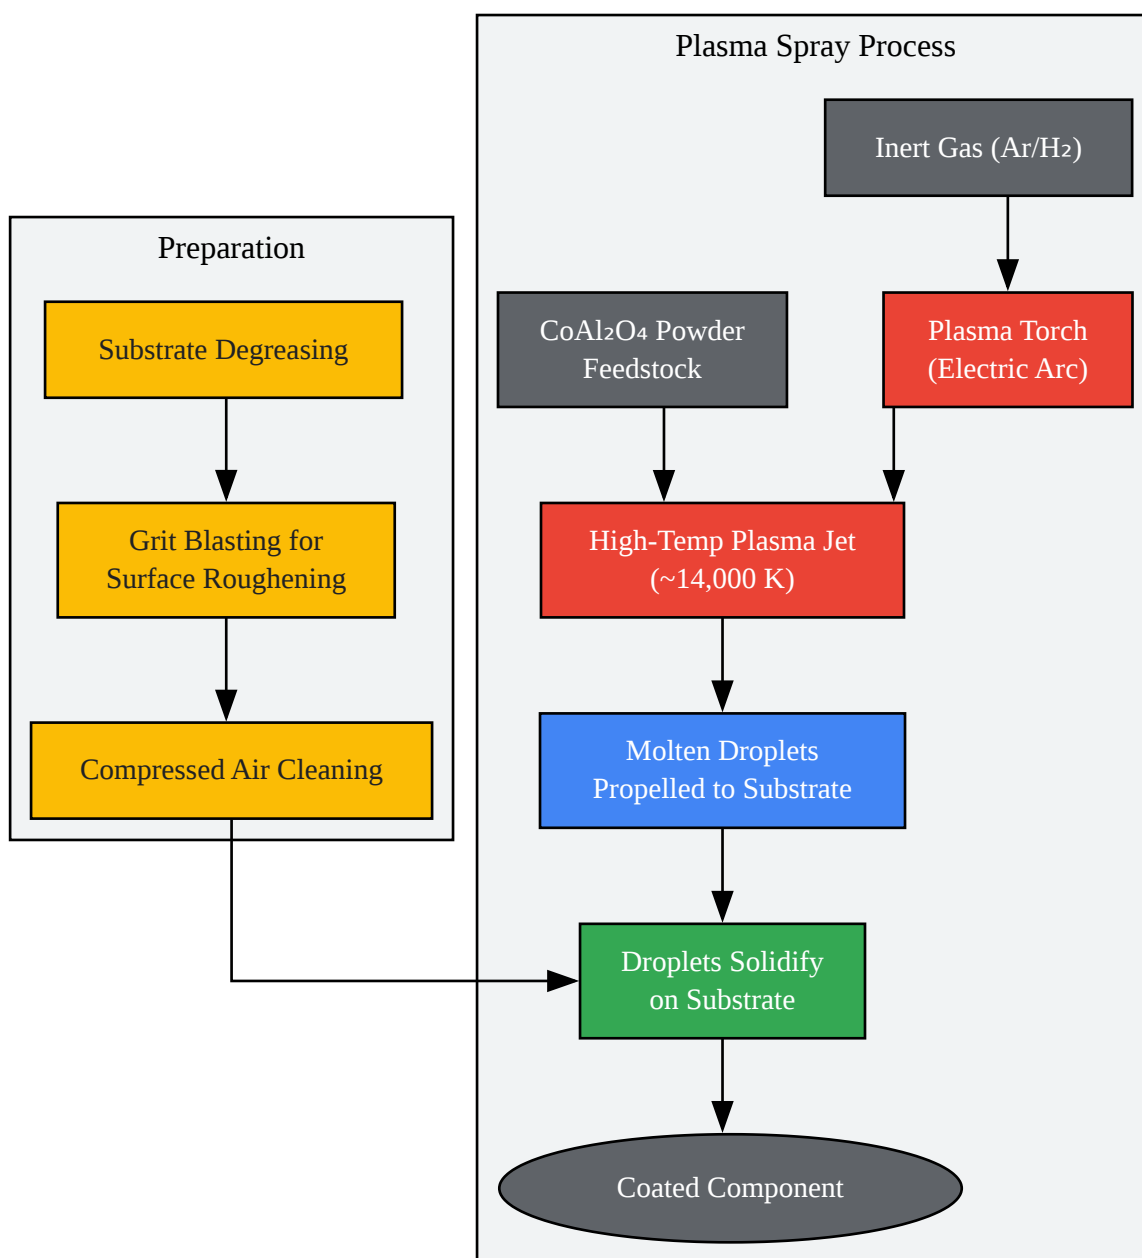 Plasma Spray Process
Inert Gas (Ar/H₂)
Preparation
Substrate Degreasing
CoAl₂O₄ Powder
Feedstock
Plasma Torch
(Electric Arc)
Grit Blasting for
Surface Roughening
High-Temp Plasma Jet
(~14,000 K)
Compressed Air Cleaning
Molten Droplets
Propelled to Substrate
Droplets Solidify
on Substrate
Coated Component